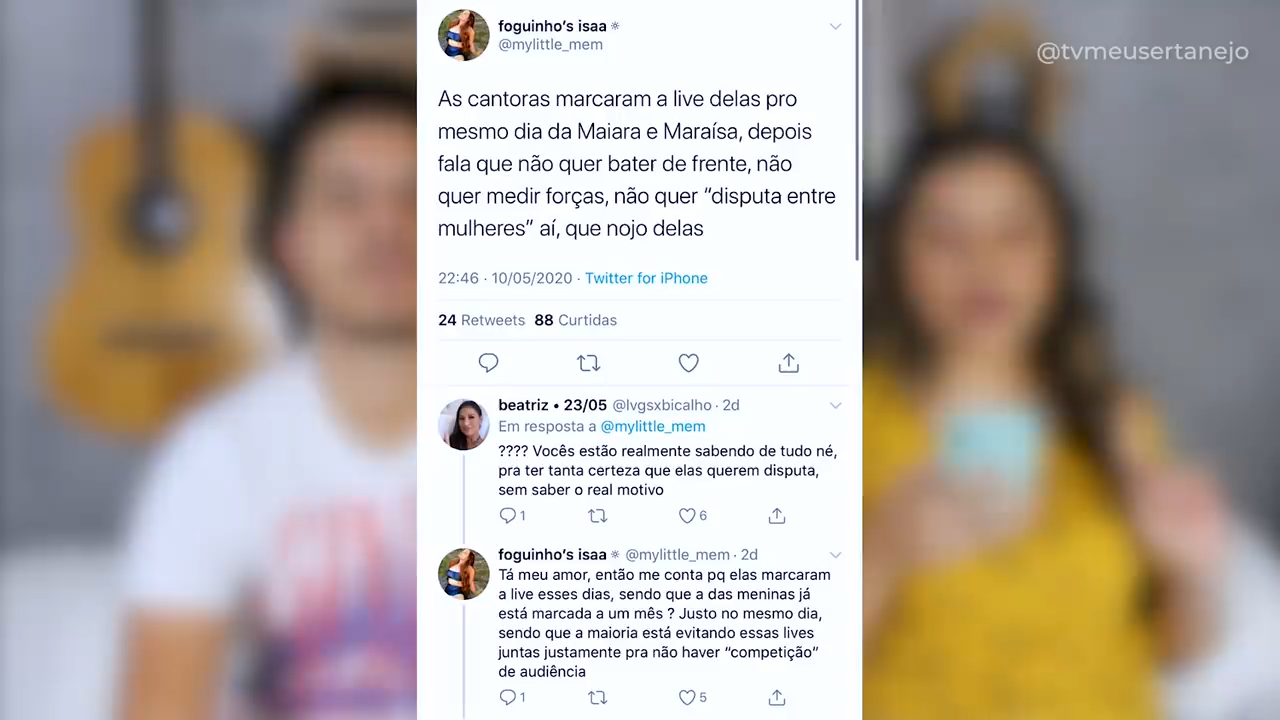 foguinho's isaa ☼
@mylittle_mem
@tvmeusertanejo
As cantoras marcaram a live delas pro
mesmo dia da Maiara e Maraísa, depois
fala que não quer bater de frente, não
quer medir forças, não quer “disputa entre
mulheres” aí, que nojo delas
22:46 · 10/05/2020 · Twitter for iPhone
24 Retweets 88 Curtidas
beatriz • 23/05 @lvgsxbicalho · 2d
Em resposta a @mylittle_mem
???? Vocês estão realmente sabendo de tudo né,
pra ter tanta certeza que elas querem disputa,
sem saber o real motivo
1 6
foguinho's isaa ☼ @mylittle_mem · 2d
Tá meu amor, então me conta pq elas marcaram
a live esses dias, sendo que a das meninas já
está marcada a um mês ? Justo no mesmo dia,
sendo que a maioria está evitando essas lives
juntas justamente pra não haver “competição”
de audiência
1 5